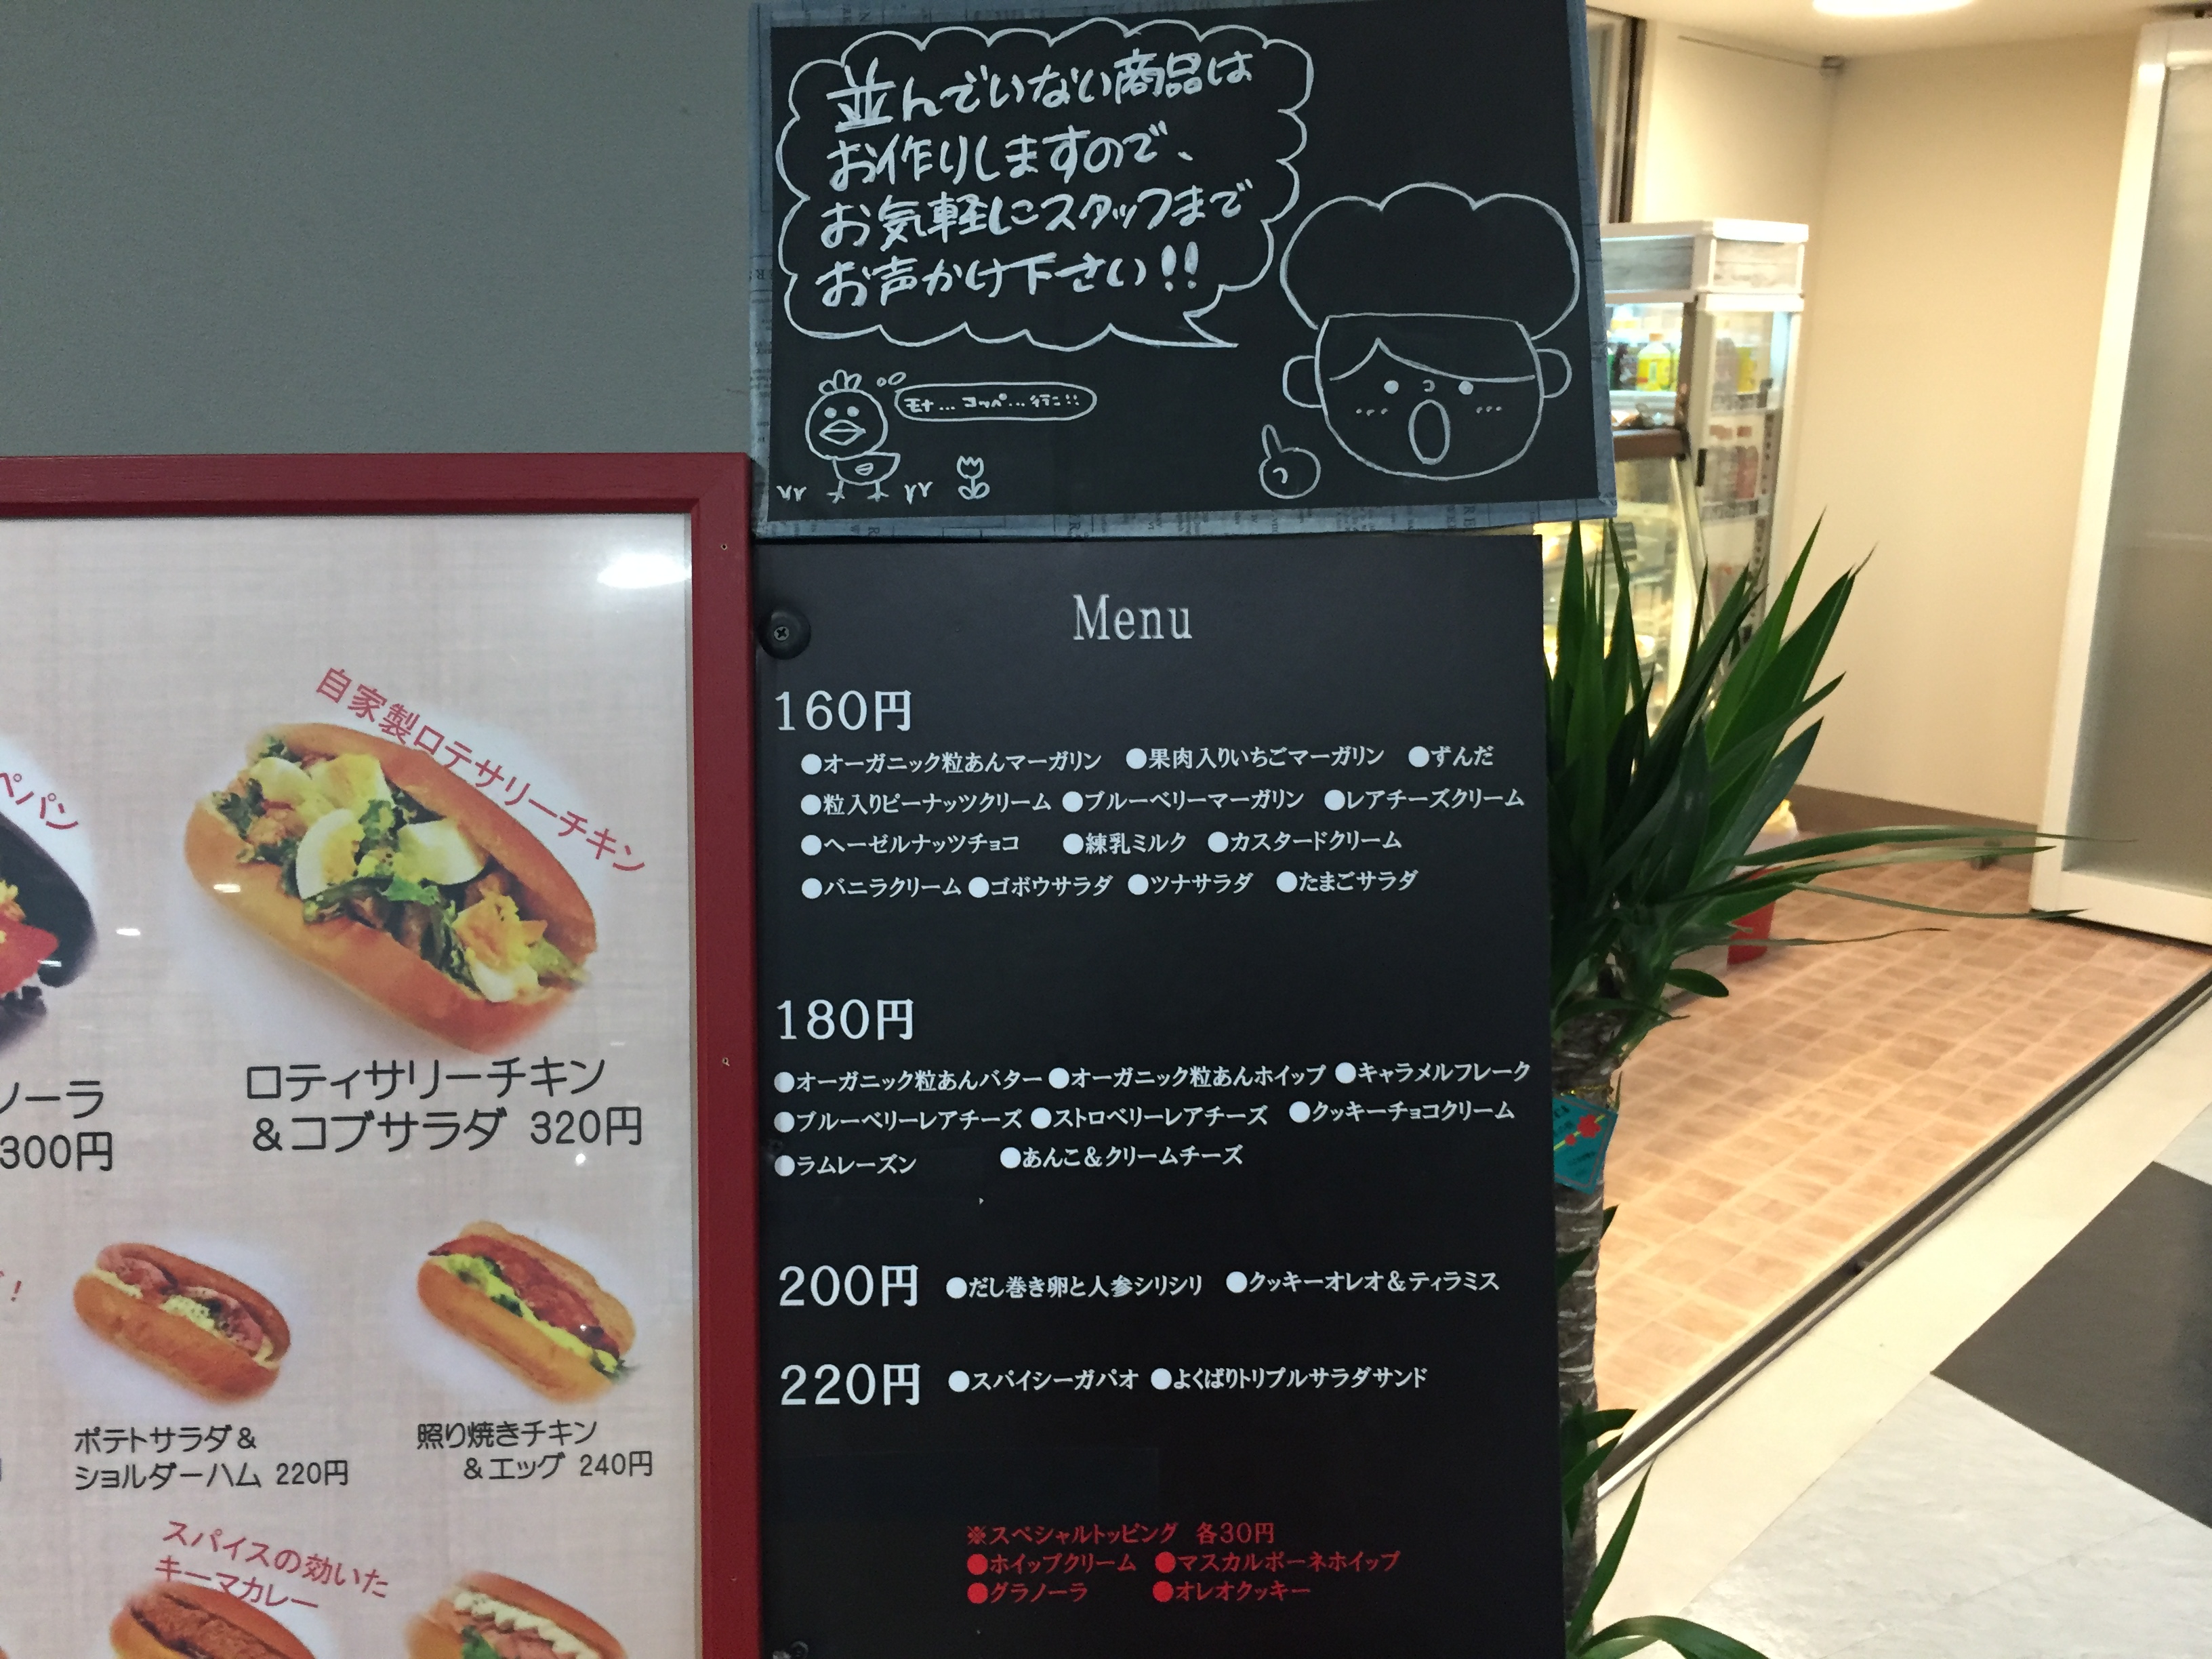 並んでいない商品は
お作りしますので、
お気軽にスタッフまで
お声かけ下さい!!
モナ...コッペ...行こ!!
Menu
160円
●オーガニック粒あんマーガリン ●果肉入りいちごマーガリン ●ずんだ
●粒入りピーナッツクリーム ●ブルーベリーマーガリン ●レアチーズクリーム
●ヘーゼルナッツチョコ ●練乳ミルク ●カスタードクリーム
●バニラクリーム ●ゴボウサラダ ●ツナサラダ ●たまごサラダ
180円
●オーガニック粒あんバター ●オーガニック粒あんホイップ ●キャラメルフレーク
●ブルーベリーレアチーズ ●ストロベリーレアチーズ ●クッキーチョコクリーム
●ラムレーズン ●あんこ&クリームチーズ
200円 ●だし巻き卵と人参シリシリ ●クッキーオレオ&ティラミス
220円 ●スパイシーガパオ ●よくばりトリプルサラダサンド
※スペシャルトッピング 各30円
●ホイップクリーム ●マスカルポーネホイップ
●グラノーラ ●オレオクッキー
ペパン
ノーラ
300円
自家製ロテサリーチキン
ロティサリーチキン
&コブサラダ 320円
!
ポテトサラダ&
ショルダーハム 220円
照り焼きチキン
&エッグ 240円
スパイスの効いた
キーマカレー